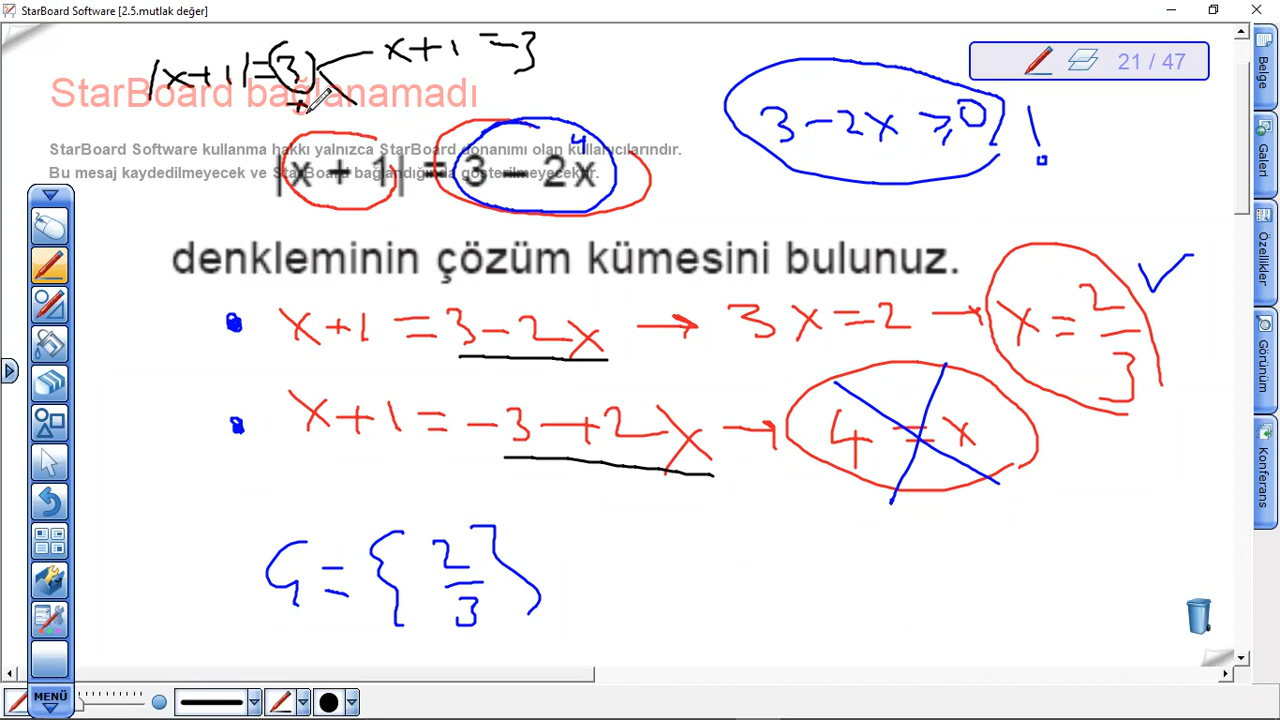 StarBoard Software [2.5.mutlak değer]
|x+1|=3 x+1=3
+
StarBoard bağlanamadı
21 / 47
3-2x≥0 !
StarBoard Software kullanma hakkı yalnızca StarBoard donanımı olan kullanıcılarındır.
Bu mesaj kaydedilmeyecek ve StarBoard bağlandığında gösterilmeyecektir.
4
|x + 1| = 3 – 2x
denkleminin çözüm kümesini bulunuz.
• x+1 = 3-2x → 3x=2 → x=2/3 ✓
• x+1 = -3+2x → 4=x
Ç={2/3}
MENÜ
Belge
Galeri
Özellikler
Görünüm
Konferans